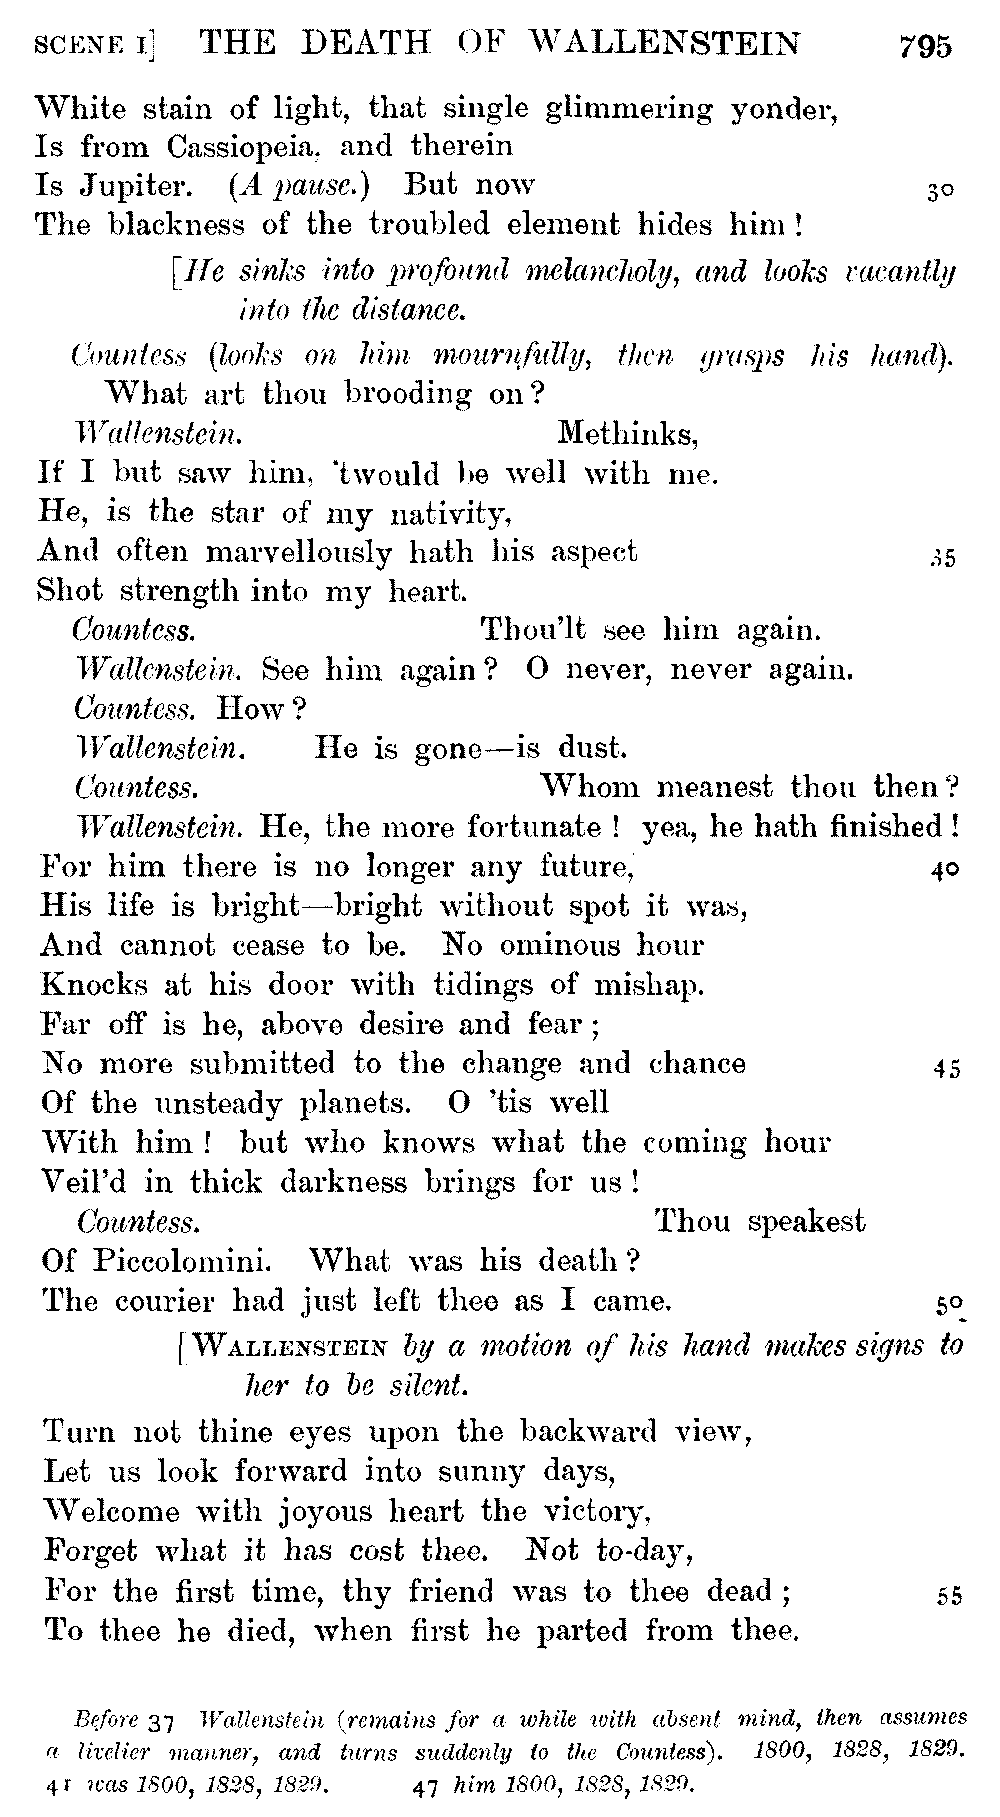 SCENE I] THE DEATH OF WALLENSTEIN 795
White stain of light, that single glimmering yonder,
Is from Cassiopeia, and therein
Is Jupiter. (A pause.) But now 30
The blackness of the troubled element hides him!
[He sinks into profound melancholy, and looks vacantly
into the distance.
Countess (looks on him mournfully, then grasps his hand).
What art thou brooding on?
Wallenstein. Methinks,
If I but saw him, 'twould be well with me.
He, is the star of my nativity,
And often marvellously hath his aspect 35
Shot strength into my heart.
Countess. Thou'lt see him again.
Wallenstein. See him again? O never, never again.
Countess. How?
Wallenstein. He is gone—is dust.
Countess. Whom meanest thou then?
Wallenstein. He, the more fortunate! yea, he hath finished!
For him there is no longer any future, 40
His life is bright—bright without spot it was,
And cannot cease to be. No ominous hour
Knocks at his door with tidings of mishap.
Far off is he, above desire and fear;
No more submitted to the change and chance 45
Of the unsteady planets. O 'tis well
With him! but who knows what the coming hour
Veil'd in thick darkness brings for us!
Countess. Thou speakest
Of Piccolomini. What was his death?
The courier had just left thee as I came. 50
[WALLENSTEIN by a motion of his hand makes signs to
her to be silent.
Turn not thine eyes upon the backward view,
Let us look forward into sunny days,
Welcome with joyous heart the victory,
Forget what it has cost thee. Not to-day,
For the first time, thy friend was to thee dead; 55
To thee he died, when first he parted from thee.
Before 37 Wallenstein (remains for a while with absent mind, then assumes
a livelier manner, and turns suddenly to the Countess). 1800, 1828, 1829.
41 was 1800, 1828, 1829. 47 him 1800, 1828, 1829.